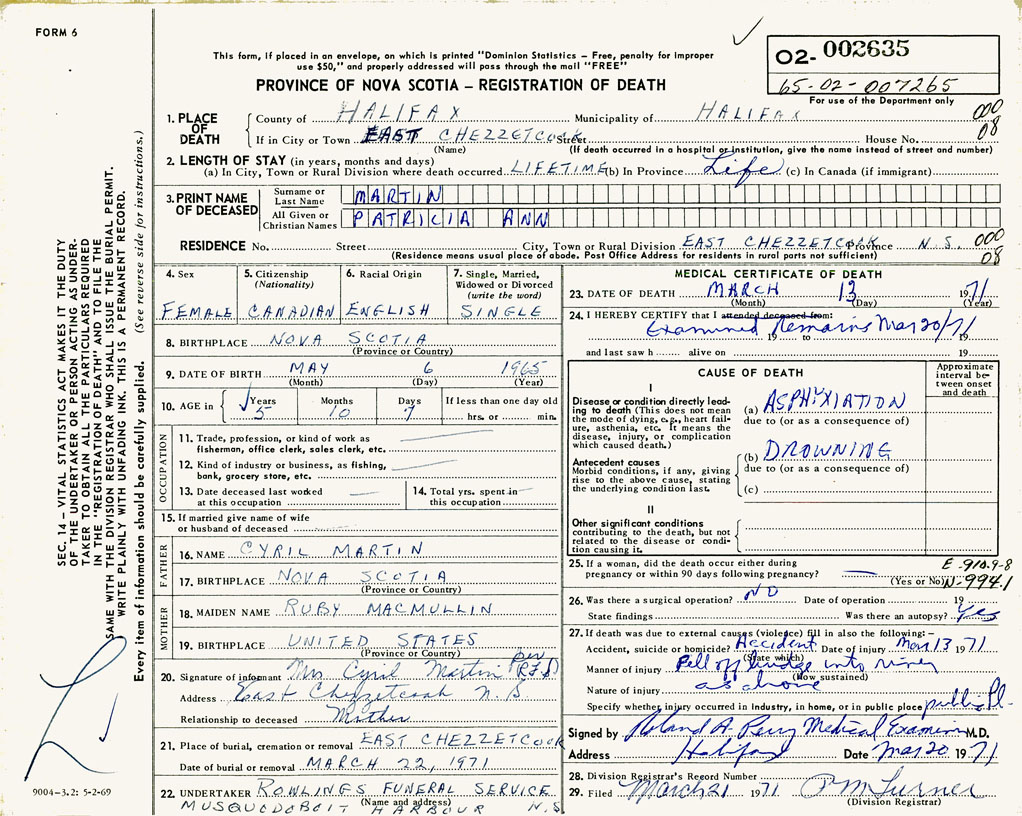 FORM 6
This form, if placed in an envelope, on which is printed "Dominion Statistics – Free, penalty for improper
use $50," and properly addressed will pass through the mail "FREE"
PROVINCE OF NOVA SCOTIA – REGISTRATION OF DEATH
02- 002635
65-02-007265
For use of the Department only
1. PLACE OF DEATH
County of HALIFAX Municipality of HALIFAX 000
If in City or Town EAST CHEZZETCOOK Street House No. 08
(Name) (If death occurred in a hospital or institution, give the name instead of street and number)
2. LENGTH OF STAY (in years, months and days)
(a) In City, Town or Rural Division where death occurred LIFETIME (b) In Province Life (c) In Canada (if immigrant)
3. PRINT NAME OF DECEASED
Surname or Last Name MARTIN
All Given or Christian Names PATRICIA ANN
RESIDENCE No. Street City, Town or Rural Division EAST CHEZZETCOOK Province N.S. 000
(Residence means usual place of abode. Post Office Address for residents in rural parts not sufficient) 08
4. Sex
FEMALE
5. Citizenship
(Nationality)
CANADIAN
6. Racial Origin
ENGLISH
7. Single, Married,
Widowed or Divorced
(write the word)
SINGLE
8. BIRTHPLACE NOVA SCOTIA
(Province or Country)
9. DATE OF BIRTH MAY 6 1965
(Month) (Day) (Year)
10. AGE in Years Months Days If less than one day old
5 10 7 hrs. or min.
OCCUPATION
11. Trade, profession, or kind of work as
fisherman, office clerk, sales clerk, etc.
12. Kind of industry or business, as fishing,
bank, grocery store, etc.
13. Date deceased last worked
at this occupation
14. Total yrs. spent in
this occupation
15. If married give name of wife
or husband of deceased
FATHER
16. NAME CYRIL MARTIN
17. BIRTHPLACE NOVA SCOTIA
(Province or Country)
MOTHER
18. MAIDEN NAME RUBY MACMULLIN
19. BIRTHPLACE UNITED STATES
(Province or Country)
20. Signature of informant Mrs Cyril Martin per
Address East Chezzetcook N.S
Relationship to deceased Mother
21. Place of burial, cremation or removal EAST CHEZZETCOOK
Date of burial or removal MARCH 22, 1971
22. UNDERTAKER ROWLINGS FUNERAL SERVICE
(Name and address)
MUSQUODOBOIT HARBOUR N.S
MEDICAL CERTIFICATE OF DEATH
23. DATE OF DEATH MARCH 13 1971
(Month) (Day) (Year)
24. I HEREBY CERTIFY that I attended deceased from:
Examined Remains Mar 20/71
19 to 19
and last saw h alive on 19
CAUSE OF DEATH
Approximate
interval be-
tween onset
and death
I
Disease or condition directly lead-
ing to death (This does not mean
the mode of dying, e.g., heart fail-
ure, asthenia, etc. It means the
disease, injury, or complication
which caused death.)
(a) ASPHYXIATION
due to (or as a consequence of)
Antecedent causes
Morbid conditions, if any, giving
rise to the above cause, stating
the underlying condition last.
(b) DROWNING
due to (or as a consequence of)
(c)
II
Other significant conditions
contributing to the death, but not
related to the disease or condi-
tion causing it.
25. If a woman, did the death occur either during
pregnancy or within 90 days following pregnancy?
(Yes or No)
E-910.9-8
N-994.1
26. Was there a surgical operation? NO Date of operation 19
State findings Was there an autopsy? Yes
27. If death was due to external causes (violence) fill in also the following: –
Accident, suicide or homicide? Accident Date of injury Mar 13 1971
(State which)
Manner of injury Fell off bridge into river
(How sustained)
Nature of injury as above
Specify whether injury occurred in industry, in home, or in public place public Pl-
Signed by Roland A. Perry Medical Examiner M.D.
Address Halifax Date Mar 20 1971
28. Division Registrar's Record Number
29. Filed March 21 1971 P M Turner
(Division Registrar)
SEC. 14 – VITAL STATISTICS ACT MAKES IT THE DUTY
OF THE UNDERTAKER OR PERSON ACTING AS UNDER-
TAKER TO OBTAIN ALL THE PARTICULARS REQUIRED
IN THE "REGISTRATION OF DEATH" AND TO FILE THE
SAME WITH THE DIVISION REGISTRAR WHO SHALL ISSUE THE BURIAL PERMIT.
WRITE PLAINLY WITH UNFADING INK. THIS IS A PERMANENT RECORD.
Every item of information should be carefully supplied. (See reverse side for instructions.)
9004-3.2: 5-2-69